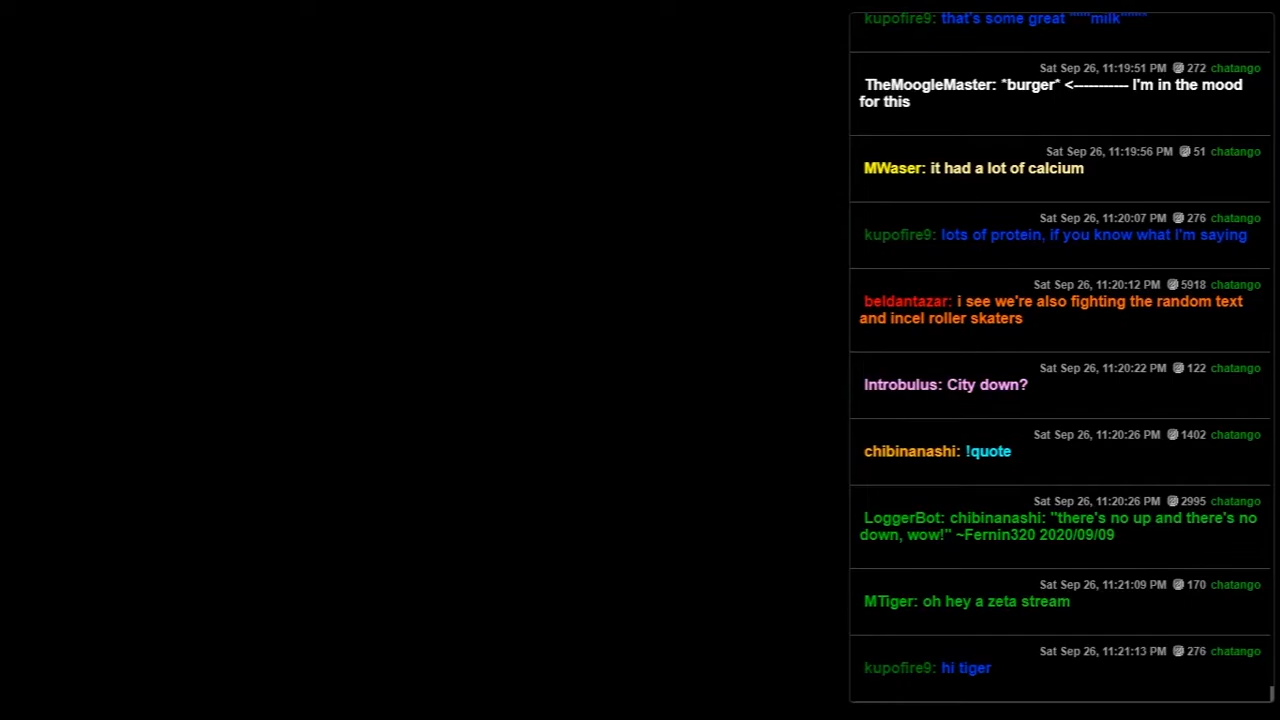 kupofire9: that's some great """milk""""
Sat Sep 26, 11:19:51 PM 272 chatango
TheMoogleMaster: *burger* <----------- I'm in the mood
for this
Sat Sep 26, 11:19:56 PM 51 chatango
MWaser: it had a lot of calcium
Sat Sep 26, 11:20:07 PM 276 chatango
kupofire9: lots of protein, if you know what I'm saying
Sat Sep 26, 11:20:12 PM 5918 chatango
beldantazar: i see we're also fighting the random text
and incel roller skaters
Sat Sep 26, 11:20:22 PM 122 chatango
Introbulus: City down?
Sat Sep 26, 11:20:26 PM 1402 chatango
chibinanashi: !quote
Sat Sep 26, 11:20:26 PM 2995 chatango
LoggerBot: chibinanashi: "there's no up and there's no
down, wow!" ~Fernin320 2020/09/09
Sat Sep 26, 11:21:09 PM 170 chatango
MTiger: oh hey a zeta stream
Sat Sep 26, 11:21:13 PM 276 chatango
kupofire9: hi tiger